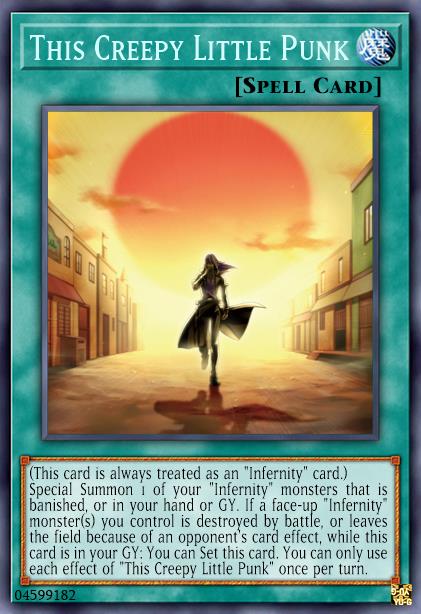 THIS CREEPY LITTLE PUNK
魔
[SPELL CARD]
(This card is always treated as an "Infernity" card.)
Special Summon 1 of your "Infernity" monsters that is
banished, or in your hand or GY. If a face-up "Infernity"
monster(s) you control is destroyed by battle, or leaves
the field because of an opponent's card effect, while this
card is in your GY: You can Set this card. You can only use
each effect of "This Creepy Little Punk" once per turn.
04599182